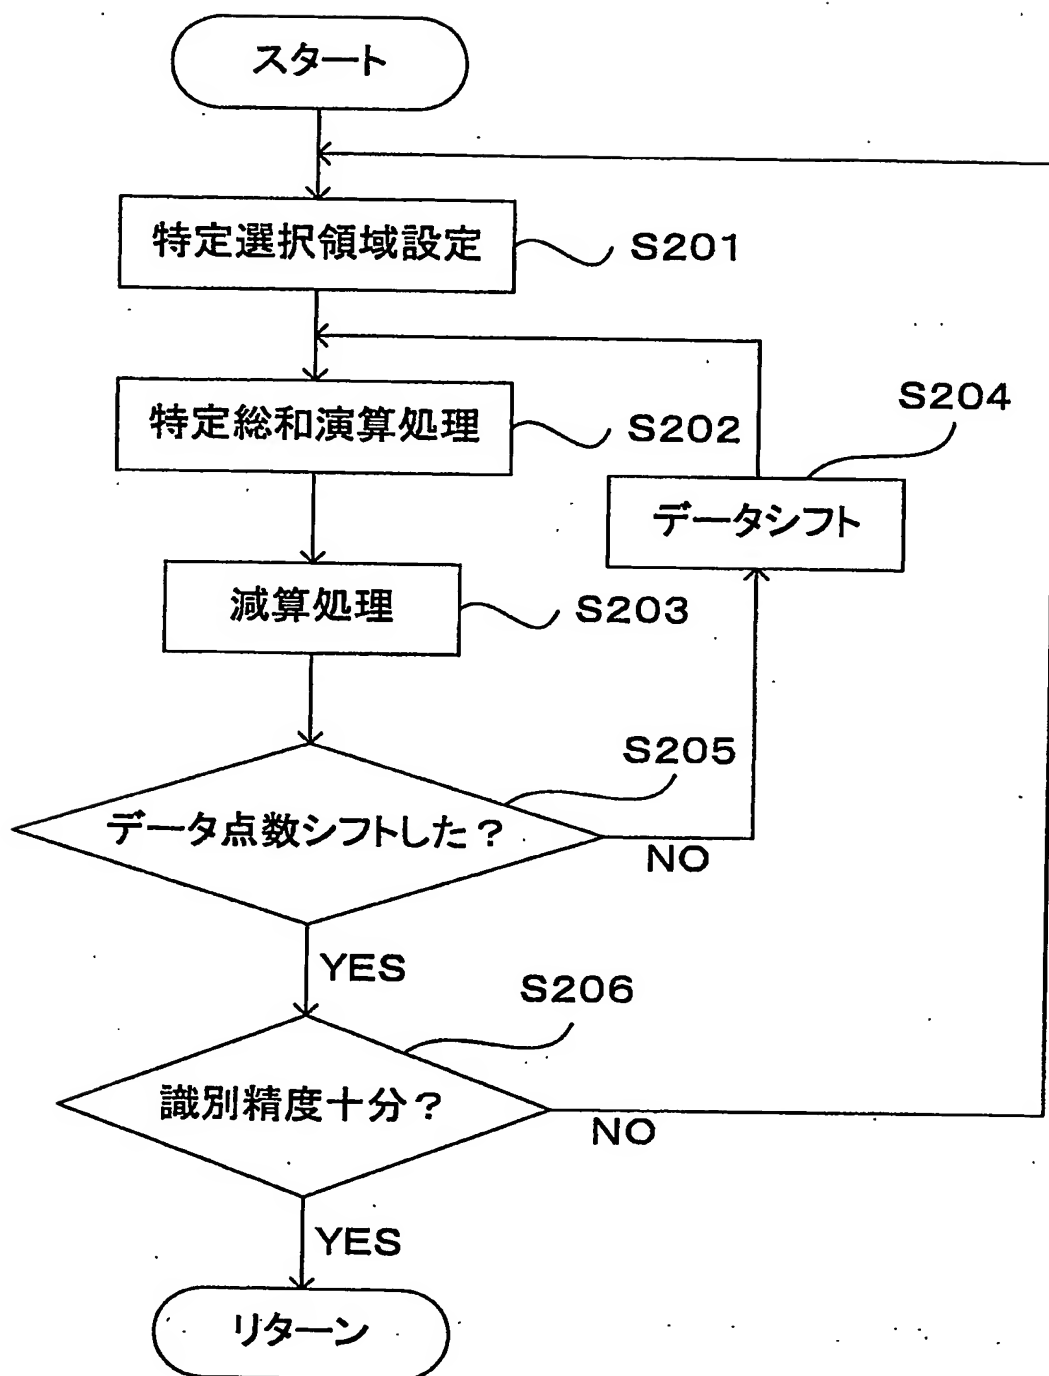 スタート
特定選択領域設定
S201
特定総和演算処理
S202
S204
データシフト
減算処理
S203
S205
データ点数シフトした？
NO
YES
S206
識別精度十分？
NO
YES
リターン